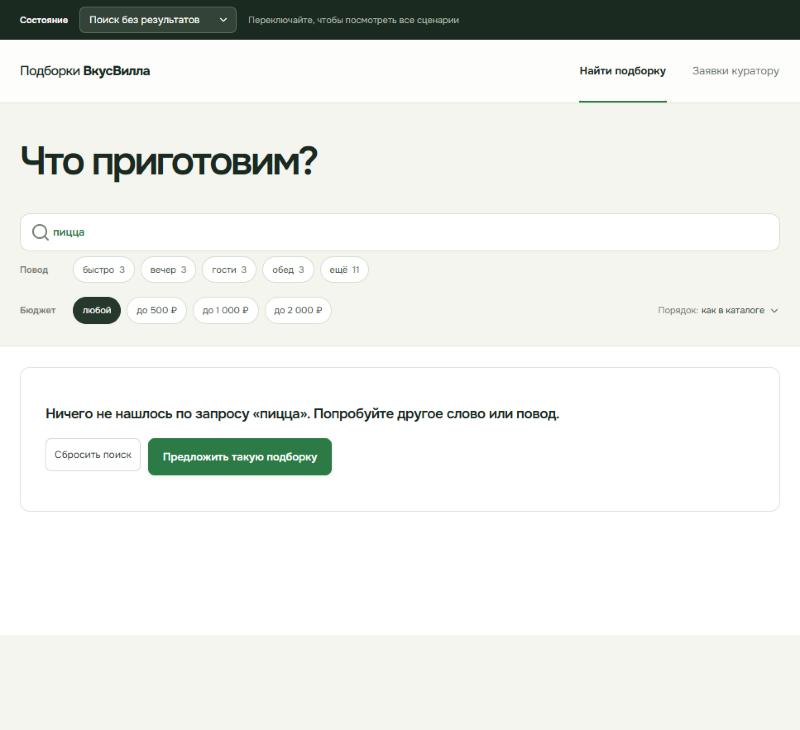 Состояние Поиск без результатов Переключайте, чтобы посмотреть все сценарии
Подборки ВкусВилла Найти подборку Заявки куратору
Что приготовим?
пицца
Повод быстро 3 вечер 3 гости 3 обед 3 ещё 11
Бюджет любой до 500 ₽ до 1 000 ₽ до 2 000 ₽ Порядок: как в каталоге
Ничего не нашлось по запросу «пицца». Попробуйте другое слово или повод.
Сбросить поиск Предложить такую подборку